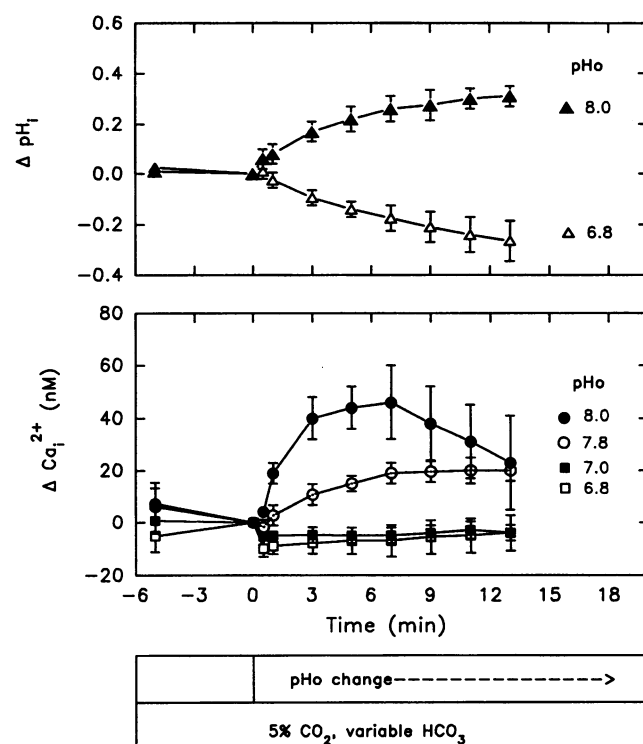 0.6
0.4
0.2
0.0
-0.2
-0.4
Δ pHi
pHo
8.0
6.8
80
60
40
20
0
-20
Δ Cai2+ (nM)
pHo
8.0
7.8
7.0
6.8
-6 -3 0 3 6 9 12 15 18
Time (min)
pHo change-------------->
5% CO2, variable HCO3